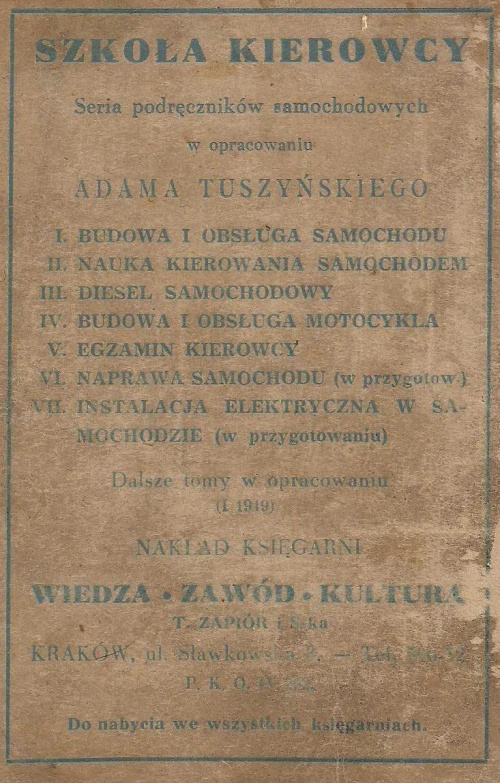 SZKOŁA KIEROWCY
Seria podręczników samochodowych
w opracowaniu
ADAMA TUSZYŃSKIEGO
I. BUDOWA I OBSŁUGA SAMOCHODU
II. NAUKA KIEROWANIA SAMOCHODEM
III. DIESEL SAMOCHODOWY
IV. BUDOWA I OBSŁUGA MOTOCYKLA
V. EGZAMIN KIEROWCY
VI. NAPRAWA SAMOCHODU (w przygotow.)
VII. INSTALACJA ELEKTRYCZNA W SA-
MOCHODZIE (w przygotowaniu)
Dalsze tomy w opracowaniu
(I 1949)
NAKŁAD KSIĘGARNI
WIEDZA • ZAWÓD • KULTURA
T. ZAPIÓR i S-ka
KRAKÓW, ul. Sławkowska — Tel.
P. K. O.
Do nabycia we wszystkich księgarniach.